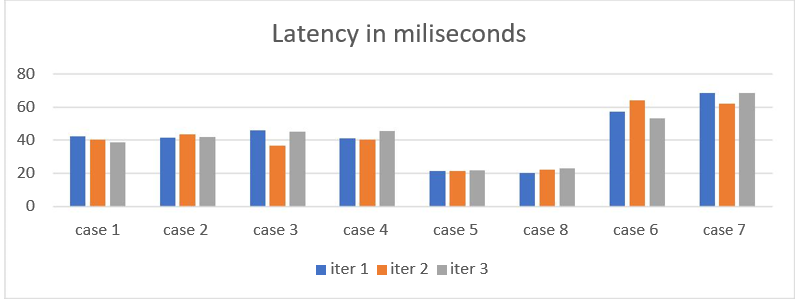 Latency in miliseconds
80
60
40
20
0
case 1 case 2 case 3 case 4 case 5 case 8 case 6 case 7
iter 1 iter 2 iter 3